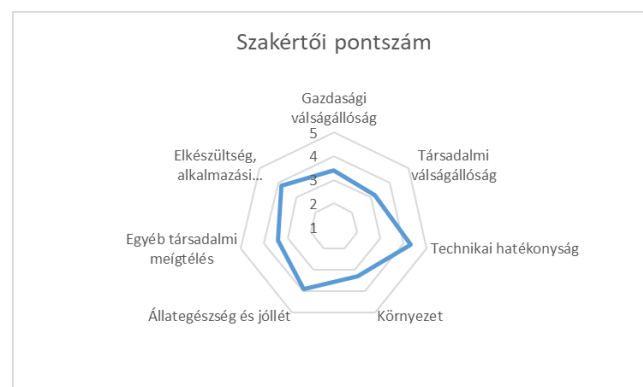 Szakértői pontszám
Gazdasági
válságállóság
5
4
3
2
1
Társadalmi
válságállóság
Technikai hatékonyság
Környezet
Állategészség és jóllét
Egyéb társadalmi
meígtélés
Elkészültség,
alkalmazási...